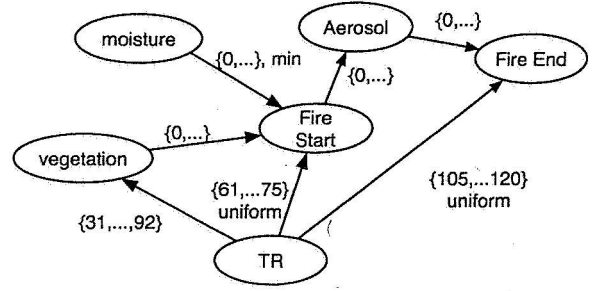 Aerosol
{0,...}
moisture
Fire End
{0,...}, min
{0,...}
Fire
Start
{0,...}
vegetation
{61,...75}
uniform
{105,...120}
uniform
{31,...,92}
TR